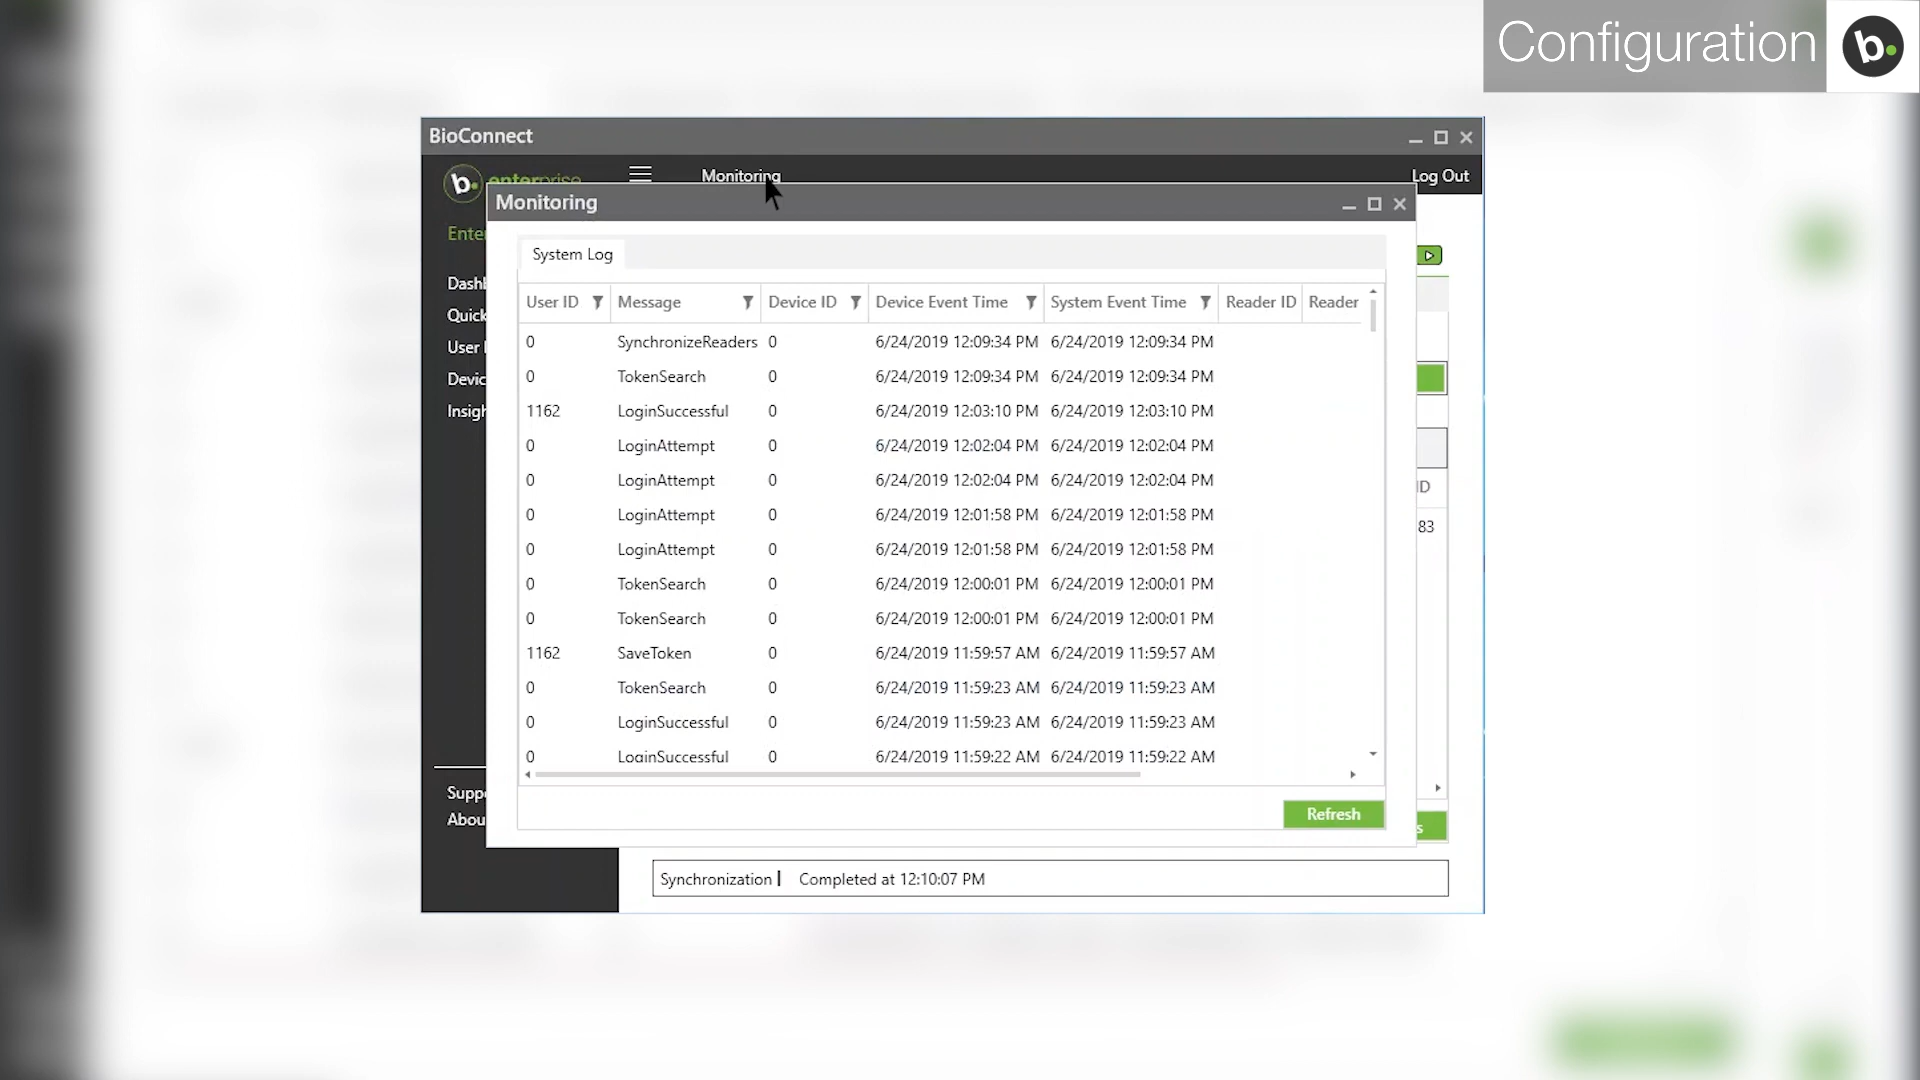 Configuration
b.
BioConnect
b. enterprise
Monitoring
Log Out
Monitoring
System Log
User ID Message Device ID Device Event Time System Event Time Reader ID Reader
0 SynchronizeReaders 0 6/24/2019 12:09:34 PM 6/24/2019 12:09:34 PM
0 TokenSearch 0 6/24/2019 12:09:34 PM 6/24/2019 12:09:34 PM
1162 LoginSuccessful 0 6/24/2019 12:03:10 PM 6/24/2019 12:03:10 PM
0 LoginAttempt 0 6/24/2019 12:02:04 PM 6/24/2019 12:02:04 PM
0 LoginAttempt 0 6/24/2019 12:02:04 PM 6/24/2019 12:02:04 PM
0 LoginAttempt 0 6/24/2019 12:01:58 PM 6/24/2019 12:01:58 PM
0 LoginAttempt 0 6/24/2019 12:01:58 PM 6/24/2019 12:01:58 PM
0 TokenSearch 0 6/24/2019 12:00:01 PM 6/24/2019 12:00:01 PM
0 TokenSearch 0 6/24/2019 12:00:01 PM 6/24/2019 12:00:01 PM
1162 SaveToken 0 6/24/2019 11:59:57 AM 6/24/2019 11:59:57 AM
0 TokenSearch 0 6/24/2019 11:59:23 AM 6/24/2019 11:59:23 AM
0 LoginSuccessful 0 6/24/2019 11:59:23 AM 6/24/2019 11:59:23 AM
0 LoginSuccessful 0 6/24/2019 11:59:22 AM 6/24/2019 11:59:22 AM
Refresh
Ente
Dash
Quick
User
Devic
Insigh
Supp
Abou
ID
83
s
Synchronization Completed at 12:10:07 PM